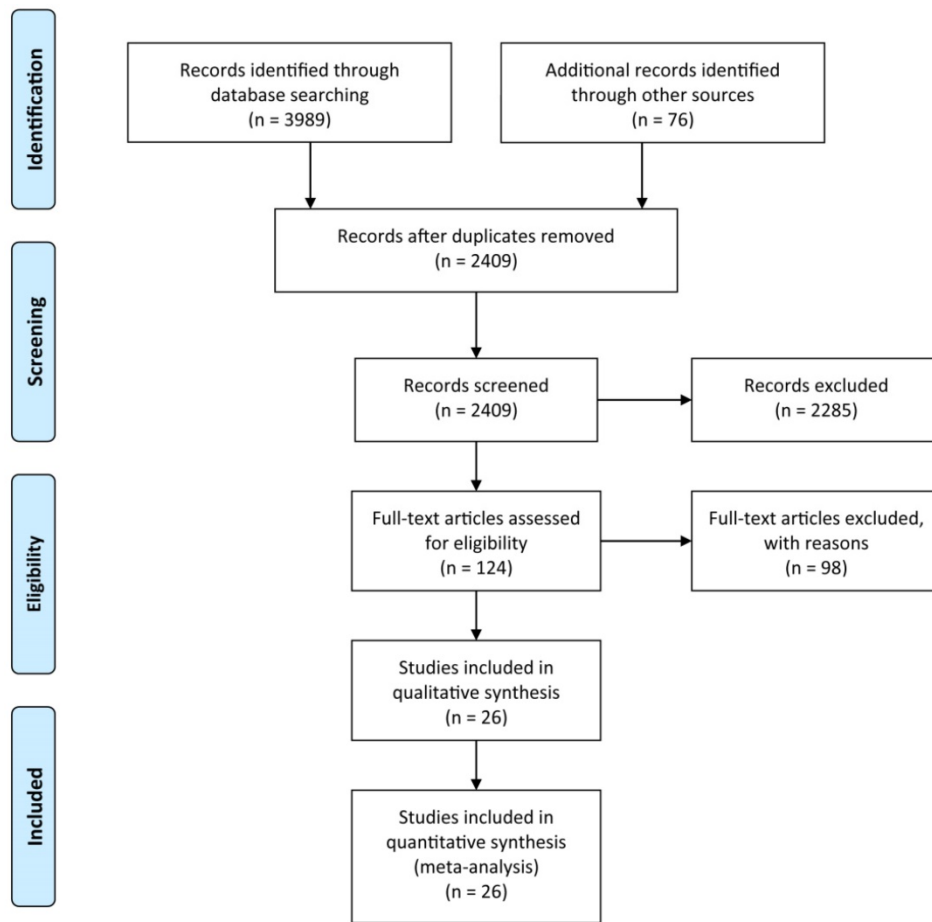 Identification
Records identified through
database searching
(n = 3989)
Additional records identified
through other sources
(n = 76)
Records after duplicates removed
(n = 2409)
Screening
Records screened
(n = 2409)
Records excluded
(n = 2285)
Eligibility
Full-text articles assessed
for eligibility
(n = 124)
Full-text articles excluded,
with reasons
(n = 98)
Studies included in
qualitative synthesis
(n = 26)
Included
Studies included in
quantitative synthesis
(meta-analysis)
(n = 26)